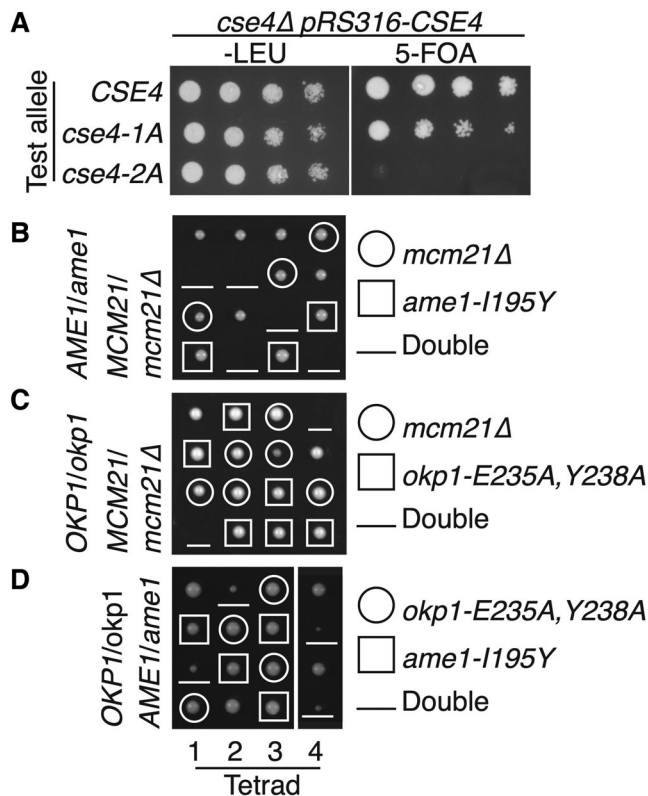 A
cse4Δ pRS316-CSE4
-LEU 5-FOA
Test allele
CSE4
cse4-1A
cse4-2A
B
AME1/ame1
MCM21/
mcm21Δ
mcm21Δ
ame1-I195Y
Double
C
OKP1/okp1
MCM21/
mcm21Δ
mcm21Δ
okp1-E235A,Y238A
Double
D
OKP1/okp1
AME1/ame1
okp1-E235A,Y238A
ame1-I195Y
Double
1 2 3 4
Tetrad